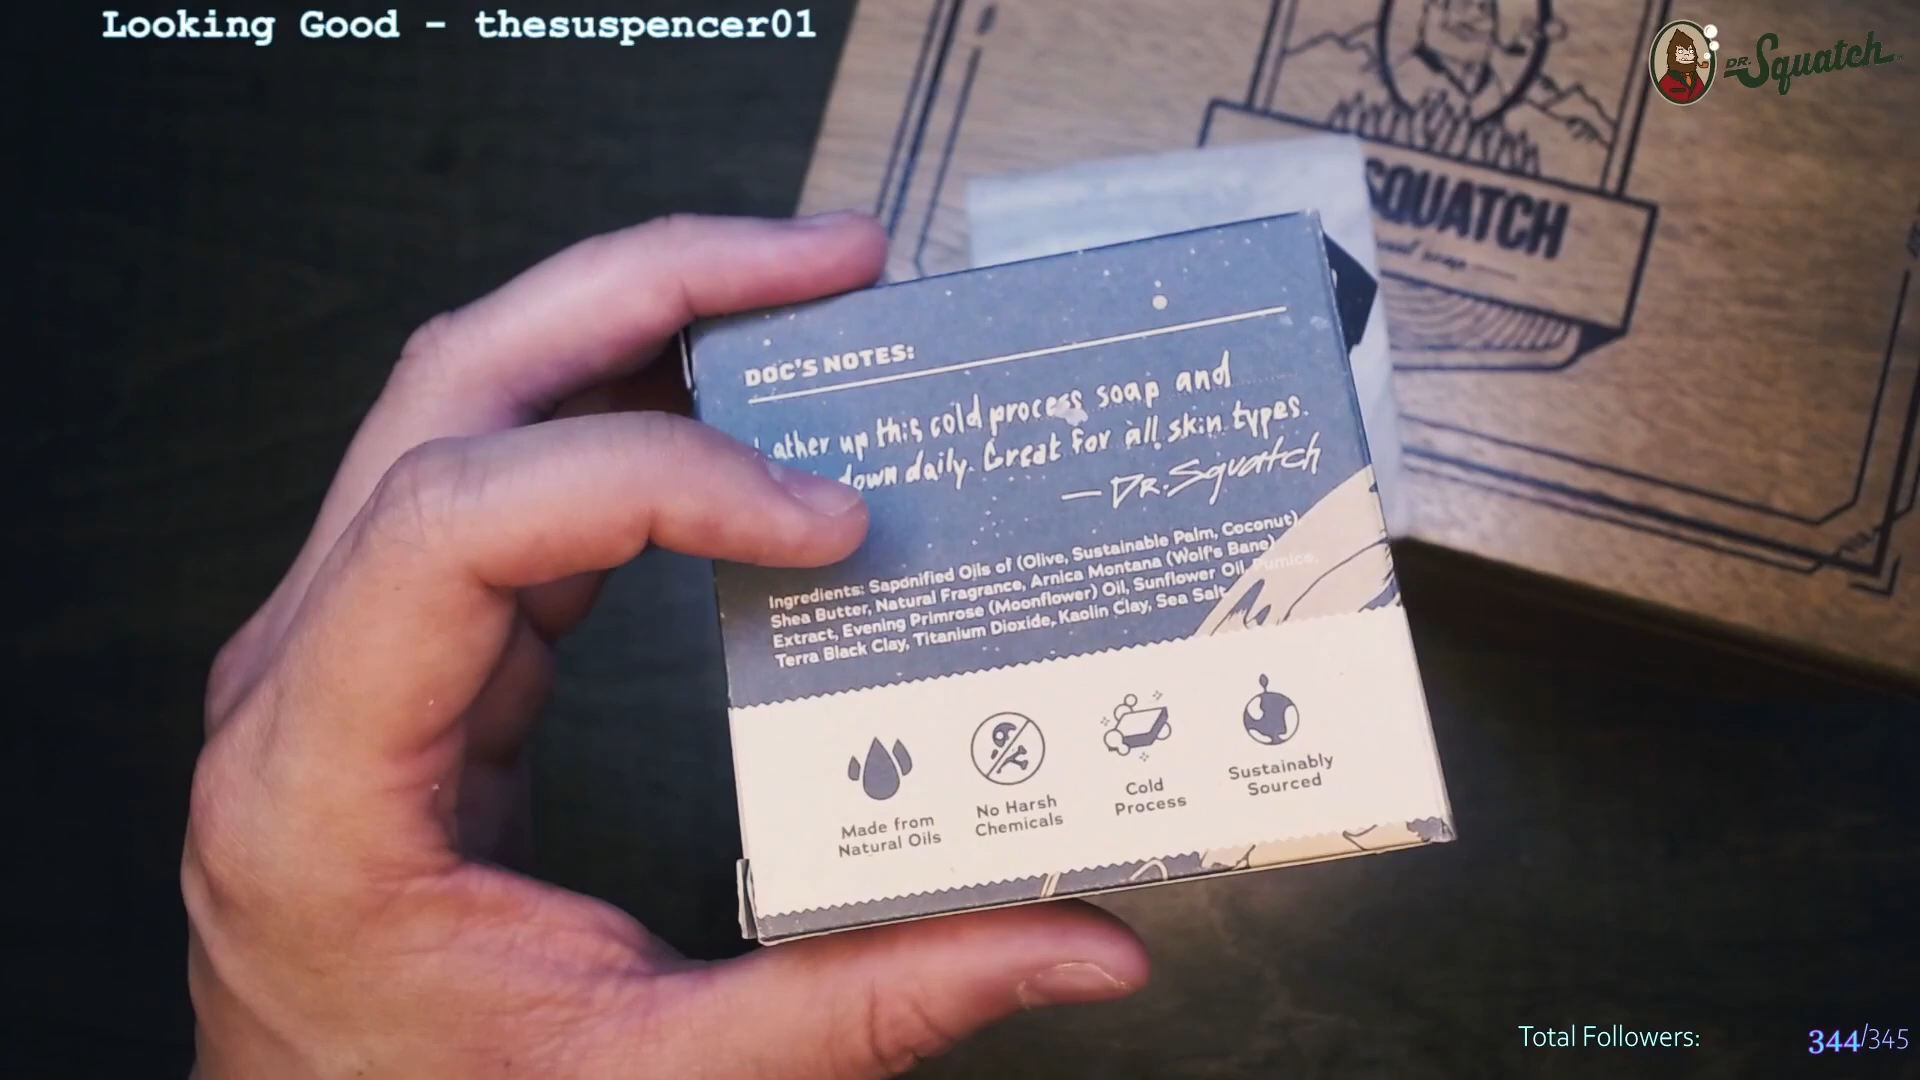 Looking Good - thesuspencer01
DR. Squatch
SQUATCH
DOC'S NOTES:
Lather up this cold process soap and
down daily. Great for all skin types.
— DR. Squatch
Ingredients: Saponified Oils of (Olive, Sustainable Palm, Coconut),
Shea Butter, Natural Fragrance, Arnica Montana (Wolf's Bane)
Extract, Evening Primrose (Moonflower) Oil, Sunflower Oil, Pumice,
Terra Black Clay, Titanium Dioxide, Kaolin Clay, Sea Salt
Made from
Natural Oils
No Harsh
Chemicals
Cold
Process
Sustainably
Sourced
Total Followers: 344/345